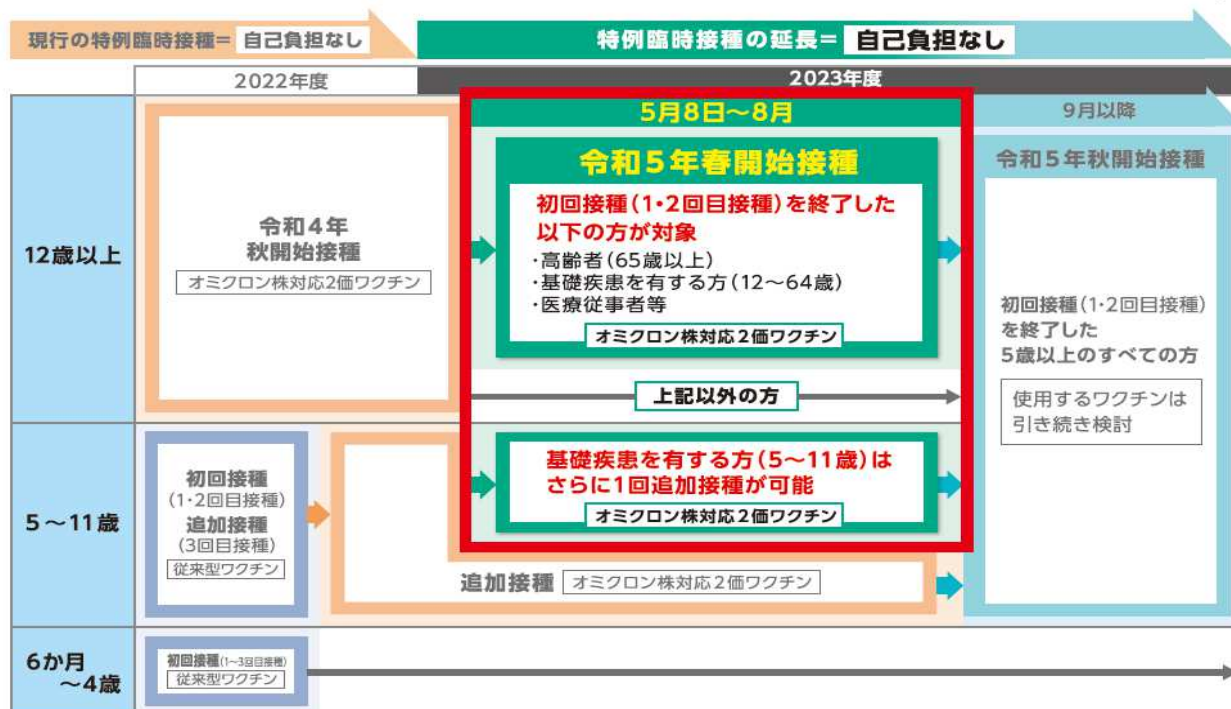 現行の特例臨時接種＝ 自己負担なし
特例臨時接種の延長＝ 自己負担なし
2022年度
2023年度
5月8日～8月
9月以降
12歳以上
令和4年
秋開始接種
オミクロン株対応2価ワクチン
令和5年春開始接種
初回接種（1・2回目接種）を終了した
以下の方が対象
・高齢者（65歳以上）
・基礎疾患を有する方（12～64歳）
・医療従事者等
オミクロン株対応2価ワクチン
上記以外の方
令和5年秋開始接種
初回接種（1・2回目接種）
を終了した
5歳以上のすべての方
使用するワクチンは
引き続き検討
5～11歳
初回接種
（1・2回目接種）
追加接種
（3回目接種）
従来型ワクチン
基礎疾患を有する方（5～11歳）は
さらに1回追加接種が可能
オミクロン株対応2価ワクチン
追加接種 オミクロン株対応2価ワクチン
6か月
～4歳
初回接種（1～3回目接種）
従来型ワクチン